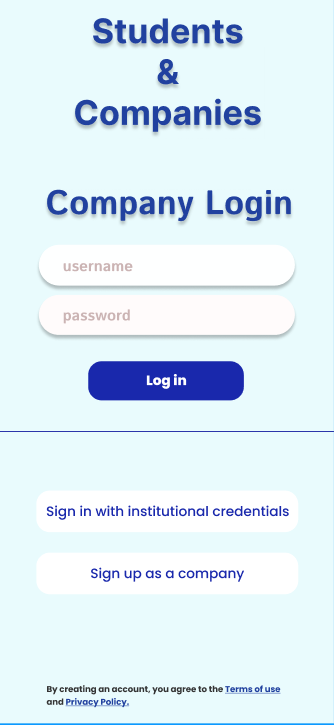 Students
&
Companies
Company Login
username
password
Log in
Sign in with institutional credentials
Sign up as a company
By creating an account, you agree to the Terms of use
and Privacy Policy.